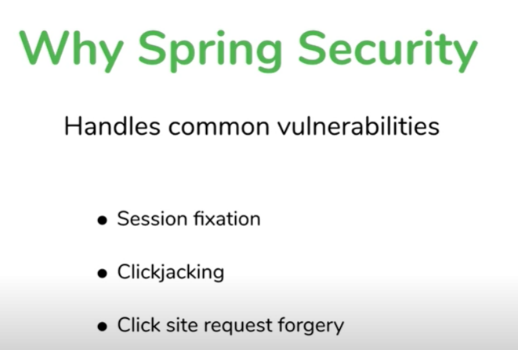 Why Spring Security
Handles common vulnerabilities
• Session fixation
• Clickjacking
• Click site request forgery